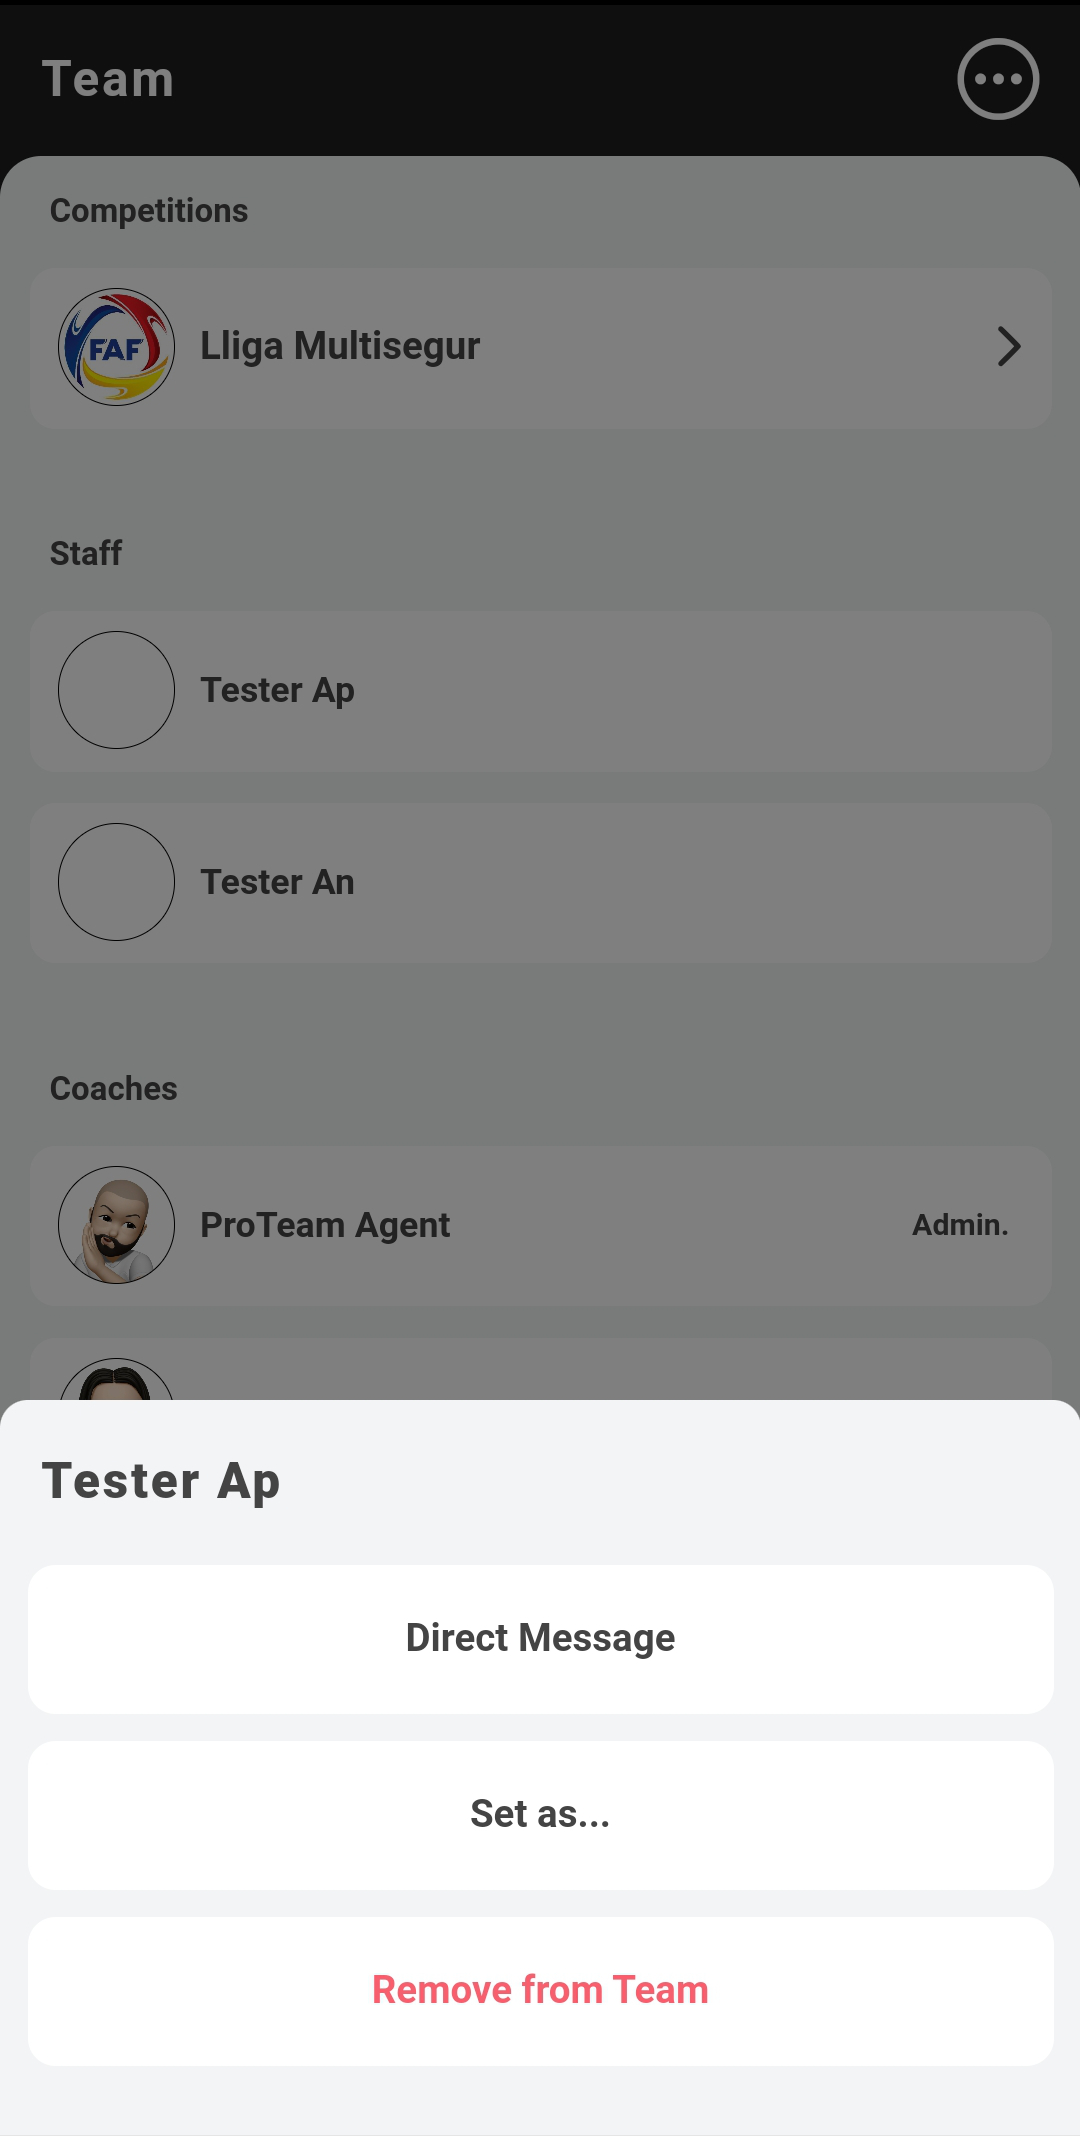 Team
Competitions
FAF
Lliga Multisegur
Staff
Tester Ap
Tester An
Coaches
ProTeam Agent
Admin.
Tester Ap
Direct Message
Set as...
Remove from Team